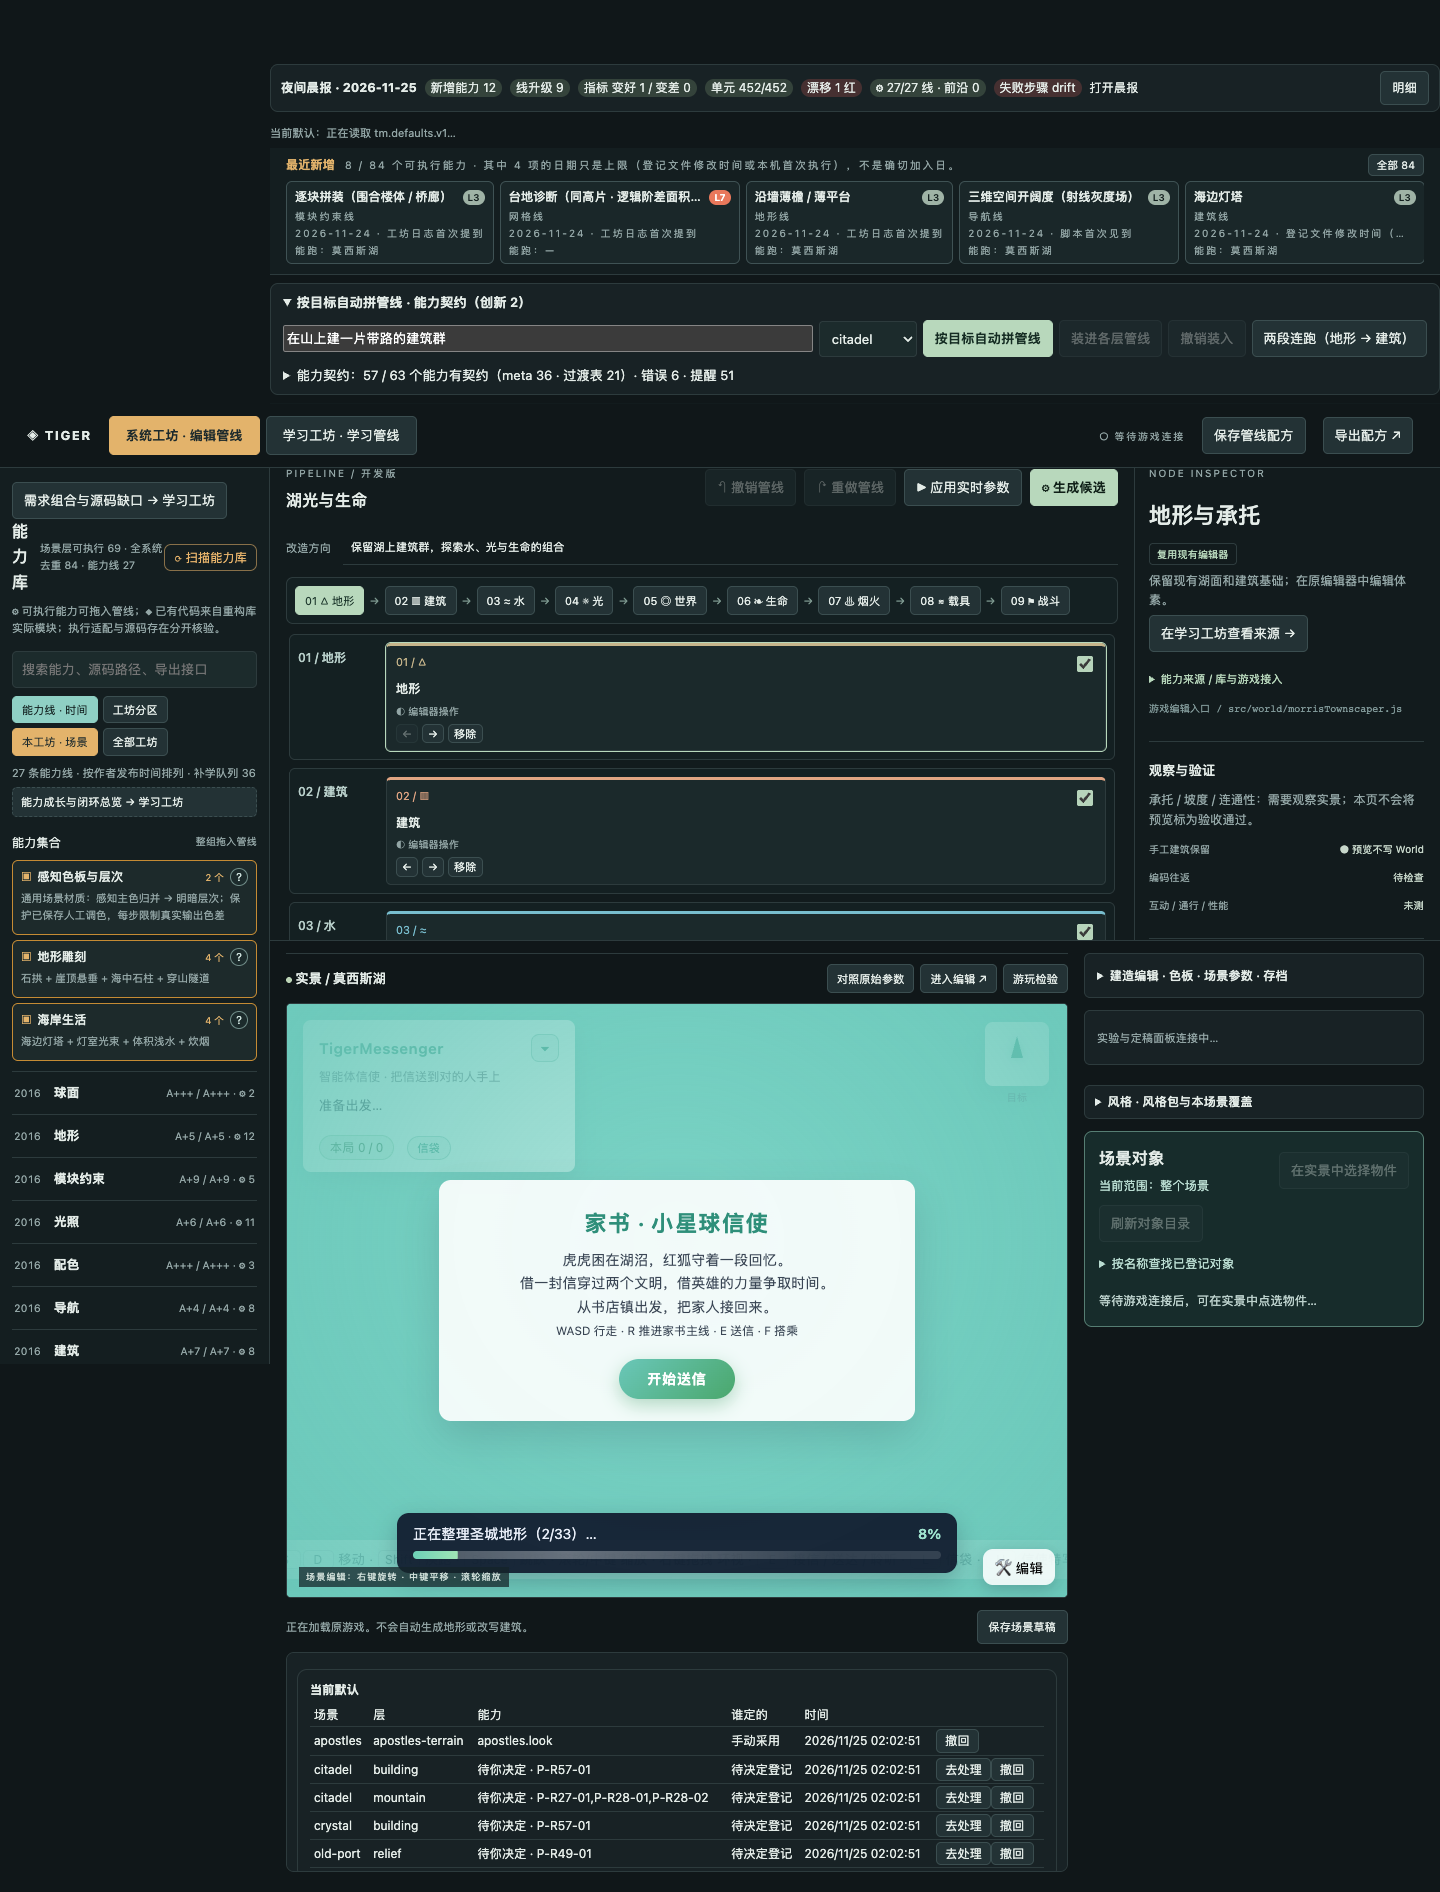 夜间晨报 · 2026-11-25 新增能力 12 线升级 9 指标 变好 1 / 变差 0 单元 452/452 漂移 1 红 ⚙ 27/27 线 · 前沿 0 失败步骤 drift 打开晨报 明细
当前默认：正在读取 tm.defaults.v1…
最近新增 8 / 84 个可执行能力 · 其中 4 项的日期只是上限（登记文件修改时间或本机首次执行），不是确切加入日。 全部 84
逐块拼装（围合楼体 / 桥廊） L3
模块约束线
2026-11-24 · 工坊日志首次提到
能跑：莫西斯湖
台地诊断（同高片 · 逻辑阶差面积… L7
网格线
2026-11-24 · 工坊日志首次提到
能跑：—
沿墙薄檐 / 薄平台 L3
地形线
2026-11-24 · 工坊日志首次提到
能跑：莫西斯湖
三维空间开阔度（射线灰度场） L3
导航线
2026-11-24 · 脚本首次见到
能跑：莫西斯湖
海边灯塔 L3
建筑线
2026-11-24 · 登记文件修改时间（…
能跑：莫西斯湖
▼ 按目标自动拼管线 · 能力契约（创新 2）
在山上建一片带路的建筑群 citadel 按目标自动拼管线 装进各层管线 撤销装入 两段连跑（地形 → 建筑）
▶ 能力契约：57 / 63 个能力有契约（meta 36 · 过渡表 21）· 错误 6 · 提醒 51
◈ TIGER 系统工坊 · 编辑管线 学习工坊 · 学习管线 ○ 等待游戏连接 保存管线配方 导出配方 ↗
需求组合与源码缺口 → 学习工坊
能力库
场景层可执行 69 · 全系统去重 84 · 能力线 27
⟳ 扫描能力库
⚙ 可执行能力可拖入管线；◆ 已有代码来自重构库
实际模块；执行适配与源码存在分开核验。
搜索能力、源码路径、导出接口
能力线 · 时间 工坊分区
本工坊 · 场景 全部工坊
27 条能力线 · 按作者发布时间排列 · 补学队列 36
能力成长与闭环总览 → 学习工坊
能力集合 整组拖入管线
▣ 感知色板与层次 2 个 ?
通用场景材质：感知主色归并 → 明暗层次；保
护已保存人工调色，每步限制真实输出色差
▣ 地形雕刻 4 个 ?
石拱 + 崖顶悬垂 + 海中石柱 + 穿山隧道
▣ 海岸生活 4 个 ?
海边灯塔 + 灯室光束 + 体积浅水 + 炊烟
2016 球面 A+++ / A+++ · ⚙ 2
2016 地形 A+5 / A+5 · ⚙ 12
2016 模块约束 A+9 / A+9 · ⚙ 5
2016 光照 A+6 / A+6 · ⚙ 11
2016 配色 A+++ / A+++ · ⚙ 3
2016 导航 A+4 / A+4 · ⚙ 8
2016 建筑 A+7 / A+7 · ⚙ 8
PIPELINE / 开发版
湖光与生命
撤销管线 重做管线 ▶ 应用实时参数 ⚙ 生成候选
改造方向 保留湖上建筑群，探索水、光与生命的组合
01 △ 地形 → 02 ▥ 建筑 → 03 ≈ 水 → 04 ☀ 光 → 05 ◎ 世界 → 06 ❧ 生命 → 07 ♨ 烟火 → 08 ≋ 载具 → 09 ⚑ 战斗
01 / 地形
01 / △
地形
◐ 编辑器操作
← → 移除
02 / 建筑
02 / ▥
建筑
◐ 编辑器操作
← → 移除
03 / 水
03 / ≈
NODE INSPECTOR
地形与承托
复用现有编辑器
保留现有湖面和建筑基础；在原编辑器中编辑体
素。
在学习工坊查看来源 →
▶ 能力来源 / 库与游戏接入
游戏编辑入口 / src/world/morrisTownscaper.js
观察与验证
承托 / 坡度 / 连通性：需要观察实景；本页不会将
预览标为验收通过。
手工建筑保留 ● 预览不写 World
编码往返 待检查
互动 / 通行 / 性能 未测
● 实景 / 莫西斯湖 对照原始参数 进入编辑 ↗ 游玩检验
TigerMessenger
智能体信使 · 把信送到对的人手上
准备出发…
本局 0 / 0 信袋
目标
家书 · 小星球信使
虎虎困在湖沼，红狐守着一段回忆。
借一封信穿过两个文明，借英雄的力量争取时间。
从书店镇出发，把家人接回来。
WASD 行走 · R 推进家书主线 · E 送信 · F 搭乘
开始送信
正在整理圣城地形（2/33）… 8%
D 移动 ·
场景编辑：右键旋转 · 中键平移 · 滚轮缩放
🛠 编辑
正在加载原游戏。不会自动生成地形或改写建筑。 保存场景草稿
当前默认
场景 层 能力 谁定的 时间
apostles apostles-terrain apostles.look 手动采用 2026/11/25 02:02:51 撤回
citadel building 待你决定 · P-R57-01 待决定登记 2026/11/25 02:02:51 去处理 撤回
citadel mountain 待你决定 · P-R27-01,P-R28-01,P-R28-02 待决定登记 2026/11/25 02:02:51 去处理 撤回
crystal building 待你决定 · P-R57-01 待决定登记 2026/11/25 02:02:51 去处理 撤回
old-port relief 待你决定 · P-R49-01 待决定登记 2026/11/25 02:02:51 去处理 撤回
▶ 建造编辑 · 色板 · 场景参数 · 存档
实验与定稿面板连接中…
▶ 风格 · 风格包与本场景覆盖
场景对象
当前范围：整个场景
在实景中选择物件
刷新对象目录
▶ 按名称查找已登记对象
等待游戏连接后，可在实景中点选物件…